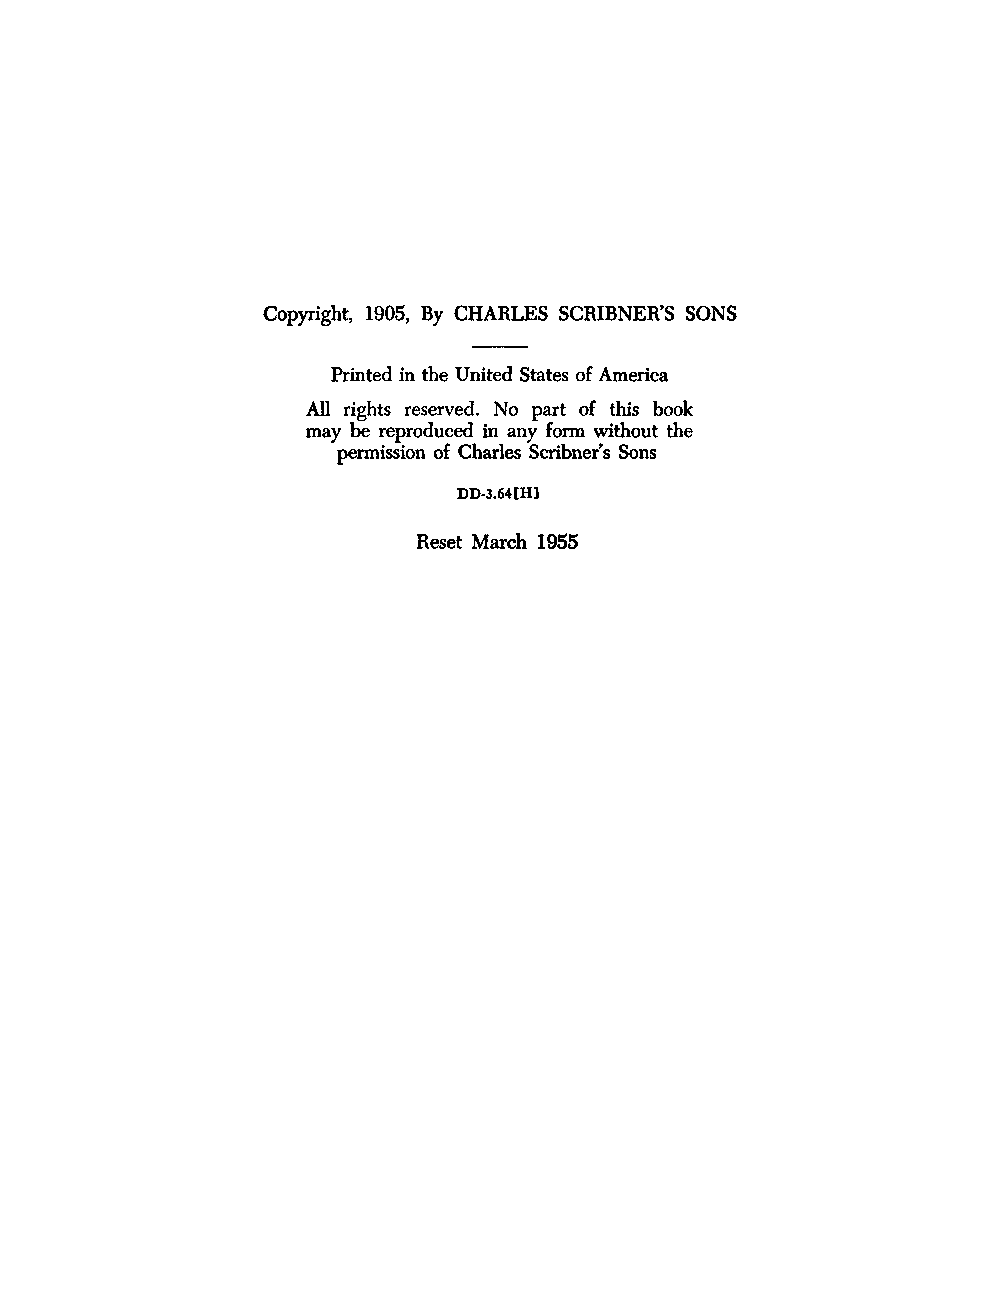 Copyright, 1905, By CHARLES SCRIBNER'S SONS
Printed in the United States of America
All rights reserved. No part of this book
may be reproduced in any form without the
permission of Charles Scribner's Sons
DD-3.64[H]
Reset March 1955